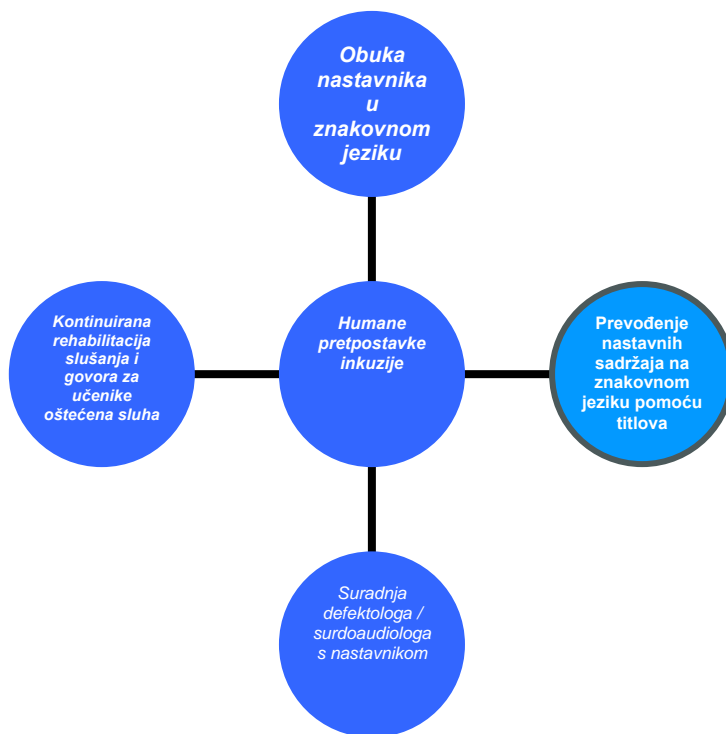 Obuka
nastavnika
u
znakovnom
jeziku
Kontinuirana
rehabilitacija
slušanja i
govora za
učenike
oštećena sluha
Humane
pretpostavke
inkuzije
Prevođenje
nastavnih
sadržaja na
znakovnom
jeziku pomoću
titlova
Suradnja
defektologa /
surdoaudiologa
s nastavnikom